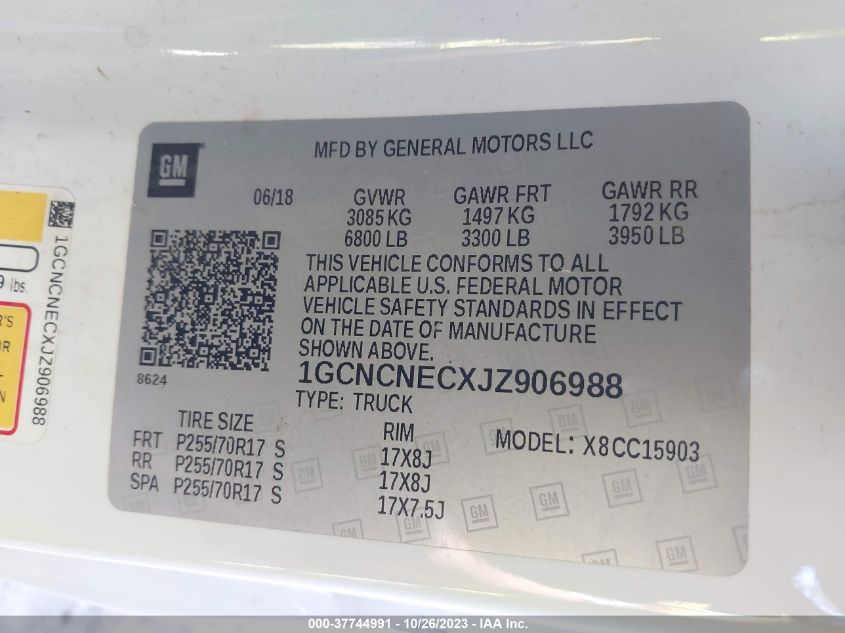 GM
MFD BY GENERAL MOTORS LLC
06/18
GVWR GAWR FRT GAWR RR
3085 KG 1497 KG 1792 KG
6800 LB 3300 LB 3950 LB
THIS VEHICLE CONFORMS TO ALL
APPLICABLE U.S. FEDERAL MOTOR
VEHICLE SAFETY STANDARDS IN EFFECT
ON THE DATE OF MANUFACTURE
SHOWN ABOVE.
8624
1GCNCNECXJZ906988
TYPE: TRUCK
TIRE SIZE RIM MODEL: X8CC15903
FRT P255/70R17 S 17X8J
RR P255/70R17 S 17X8J
SPA P255/70R17 S 17X7.5J
1GCNCNECXJZ906988
9 lbs.
R'S
OR
L
N
000-37744991 | 10/26/2023 | IAA Inc.